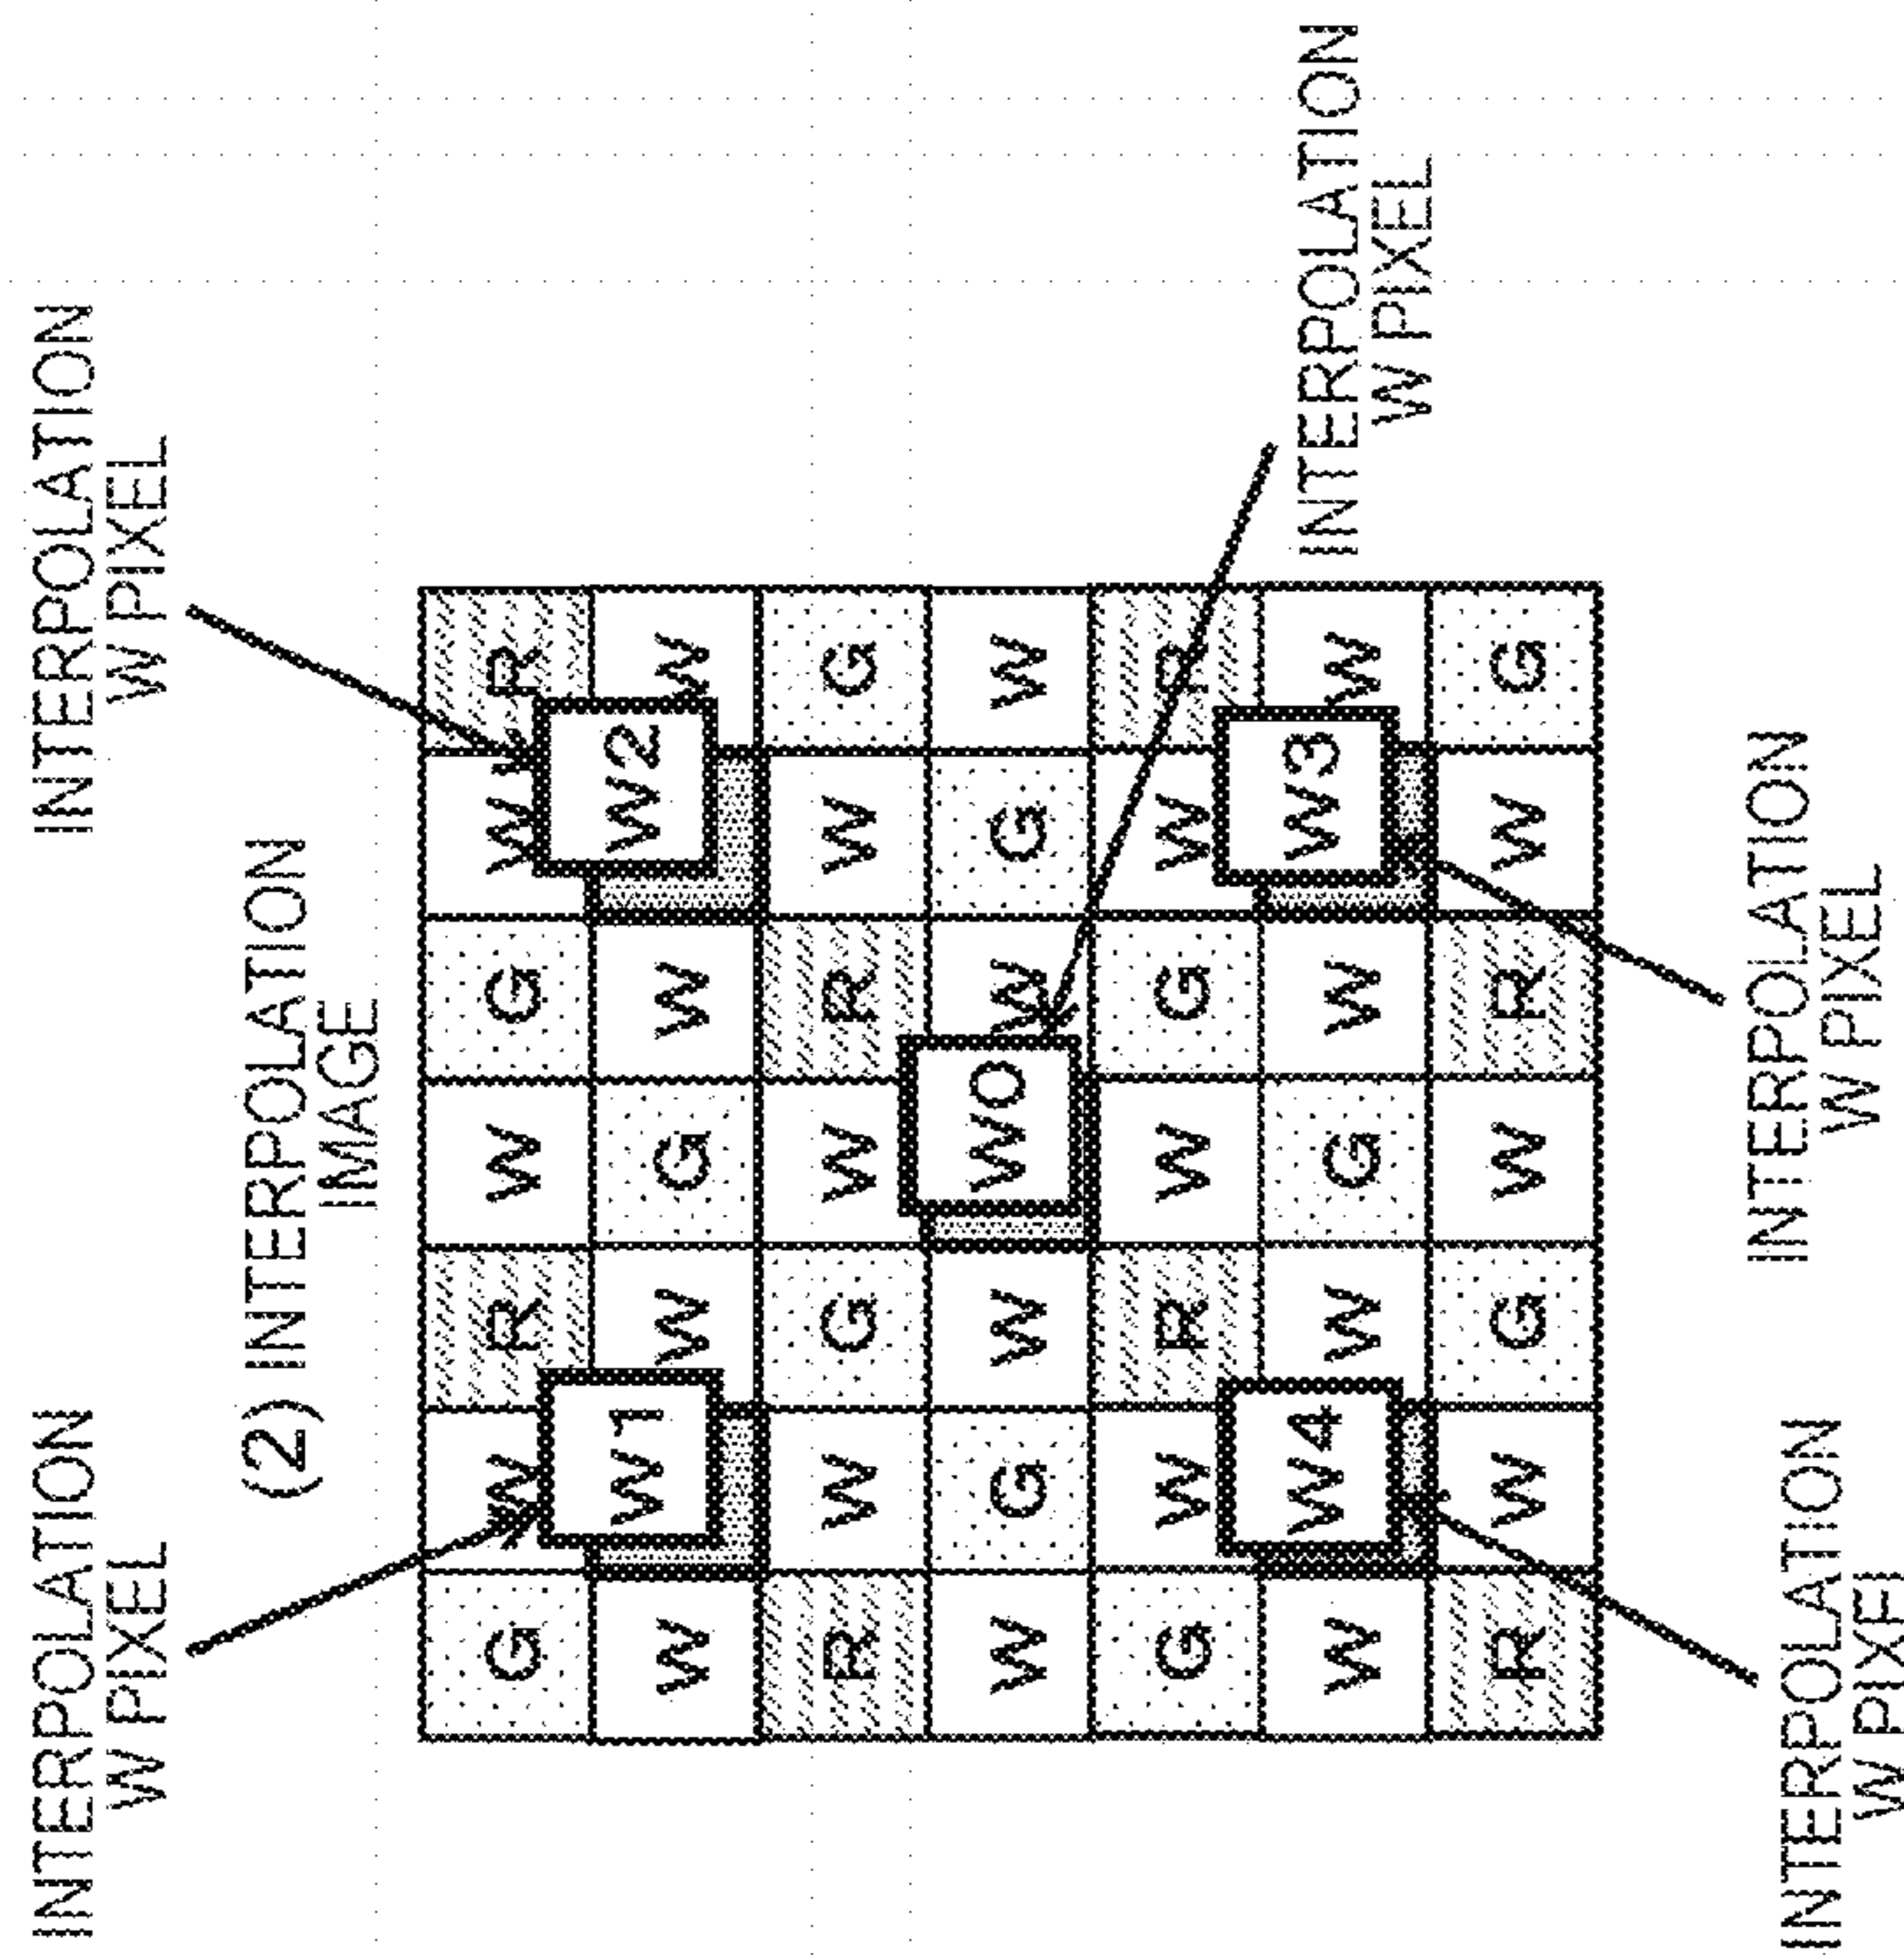 INTERPOLATION
W PIXEL
INTERPOLATION
W PIXEL
(2) INTERPOLATION
IMAGE
G W R W G W R
W W1 W G W W2 W
R W G W R W G
W G W W0 W G W
G W R W G W R
W W4 W G W W3 W
R W G W R W G
INTERPOLATION
W PIXEL
INTERPOLATION
W PIXEL
INTERPOLATION
W PIXEL